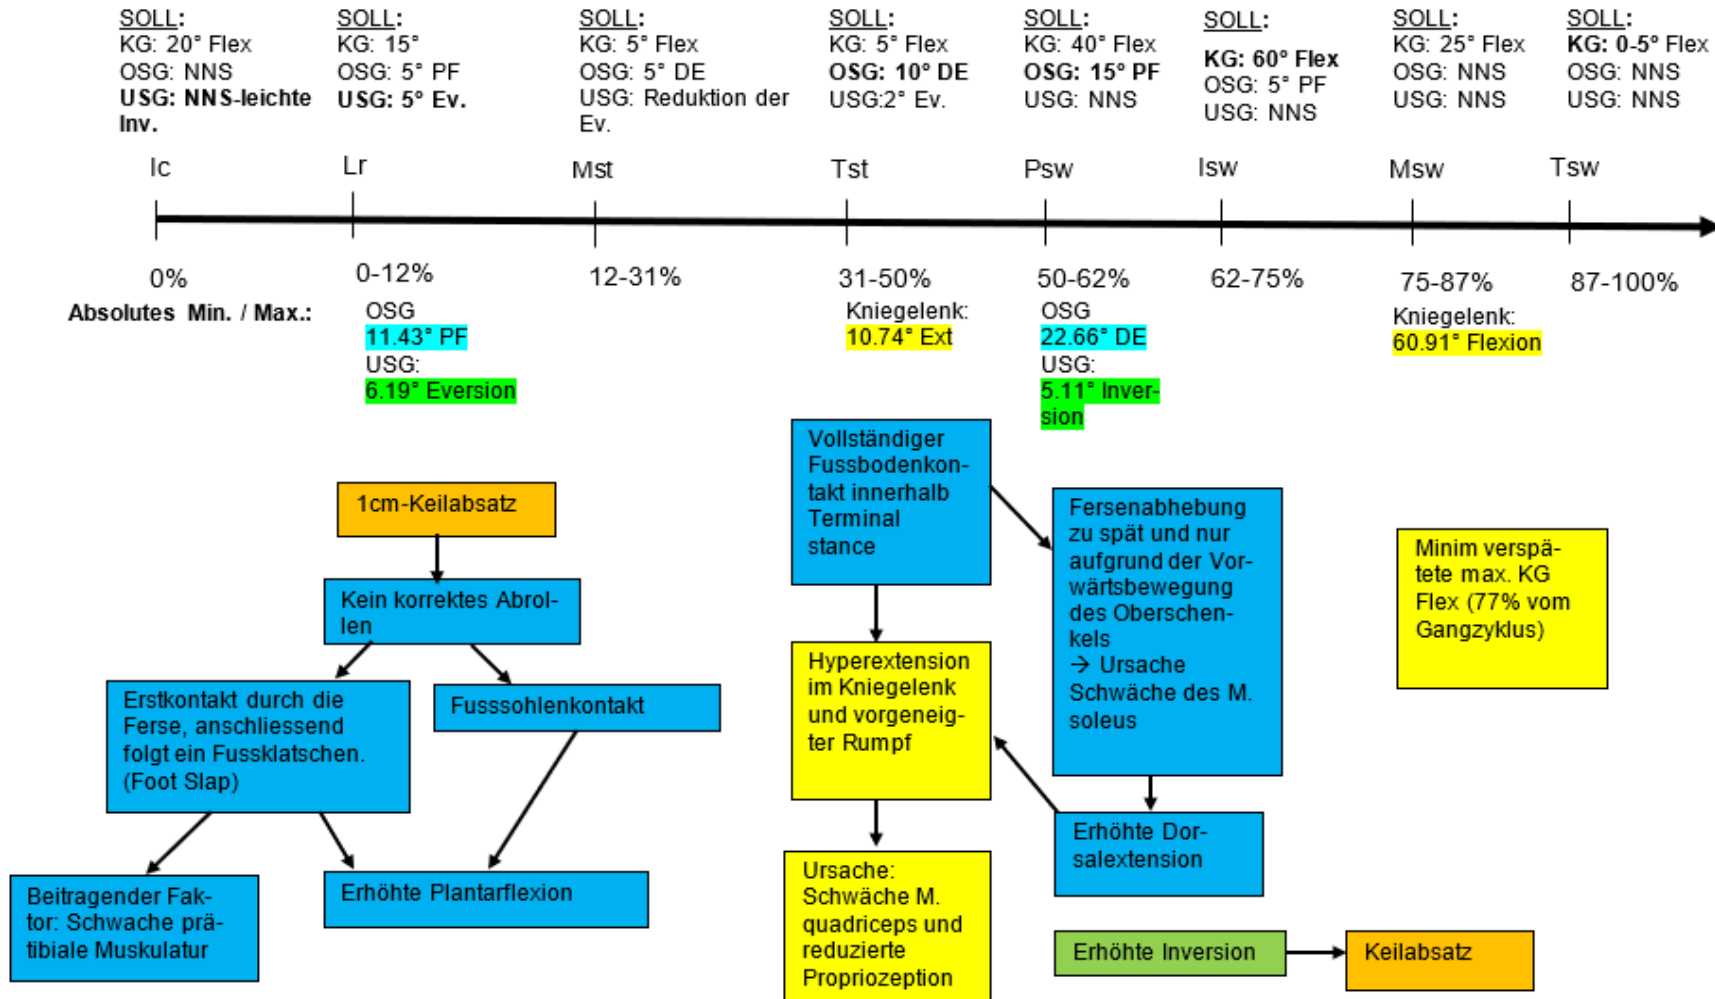 SOLL:
KG: 20° Flex
OSG: NNS
USG: NNS-leichte
Inv.
SOLL:
KG: 15°
OSG: 5° PF
USG: 5° Ev.
SOLL:
KG: 5° Flex
OSG: 5° DE
USG: Reduktion der
Ev.
SOLL:
KG: 5° Flex
OSG: 10° DE
USG:2° Ev.
SOLL:
KG: 40° Flex
OSG: 15° PF
USG: NNS
SOLL:
KG: 60° Flex
OSG: 5° PF
USG: NNS
SOLL:
KG: 25° Flex
OSG: NNS
USG: NNS
SOLL:
KG: 0-5° Flex
OSG: NNS
USG: NNS
Ic
Lr
Mst
Tst
Psw
Isw
Msw
Tsw
0%
0-12%
12-31%
31-50%
50-62%
62-75%
75-87%
87-100%
Absolutes Min. / Max.:
OSG
11.43° PF
USG:
6.19° Eversion
Kniegelenk:
10.74° Ext
OSG
22.66° DE
USG:
5.11° Inver-
sion
Kniegelenk:
60.91° Flexion
1cm-Keilabsatz
Kein korrektes Abrol-
len
Erstkontakt durch die
Ferse, anschliessend
folgt ein Fussklatschen.
(Foot Slap)
Fusssohlenkontakt
Beitragender Fak-
tor: Schwache prä-
tibiale Muskulatur
Erhöhte Plantarflexion
Vollständiger
Fussbodenkon-
takt innerhalb
Terminal
stance
Hyperextension
im Kniegelenk
und vorgeneig-
ter Rumpf
Ursache:
Schwäche M.
quadriceps und
reduzierte
Propriozeption
Fersenabhebung
zu spät und nur
aufgrund der Vor-
wärtsbewegung
des Oberschen-
kels
→ Ursache
Schwäche des M.
soleus
Erhöhte Dor-
salextension
Erhöhte Inversion
Keilabsatz
Minim verspä-
tete max. KG
Flex (77% vom
Gangzyklus)